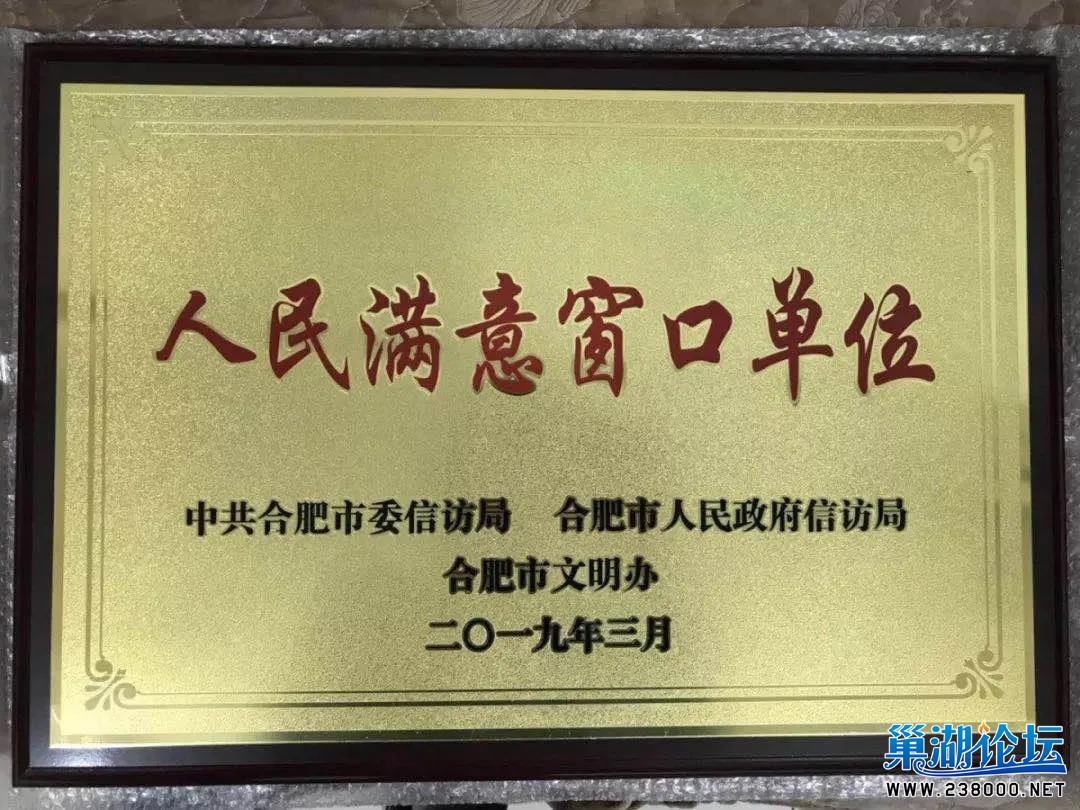 人民满意窗口单位
中共合肥市委信访局 合肥市人民政府信访局
合肥市文明办
二〇一九年三月
巢湖论坛
WWW.238000.NET